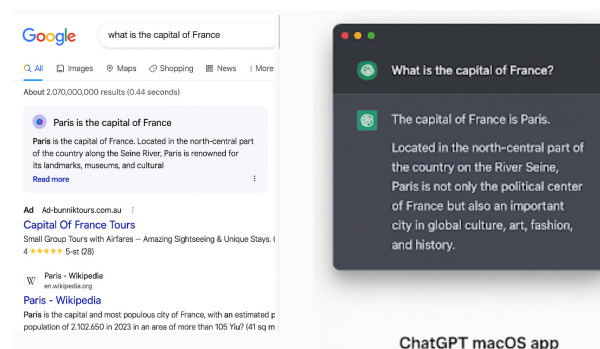 Google
what is the capital of France
All Images Maps Shopping News More
About 2.070,000,000 results (0.44 seconds)
Paris is the capital of France
Paris is the capital of France. Located in the north-central part
of the country along the Seine River, Paris is renowned for
its landmarks, museums, and cultural
Read more
Ad Ad-bunniktours.com.au
Capital Of France Tours
Small Group Tours with Airfares – Amazing Sightseeing & Unique Stays. (
4 ★★★★★ 5-st (28)
W Paris - Wikipedia
en.wikipedia.org
Paris - Wikipedia
Paris is the capital and most populous city of France, with an estimated p
population of 2.102.650 in 2023 in an area of more than 105 Yiu? (41 sq m
What is the capital of France?
The capital of France is Paris.
Located in the north-central part of
the country on the River Seine,
Paris is not only the political center
of France but also an important
city in global culture, art, fashion,
and history.
ChatGPT macOS app